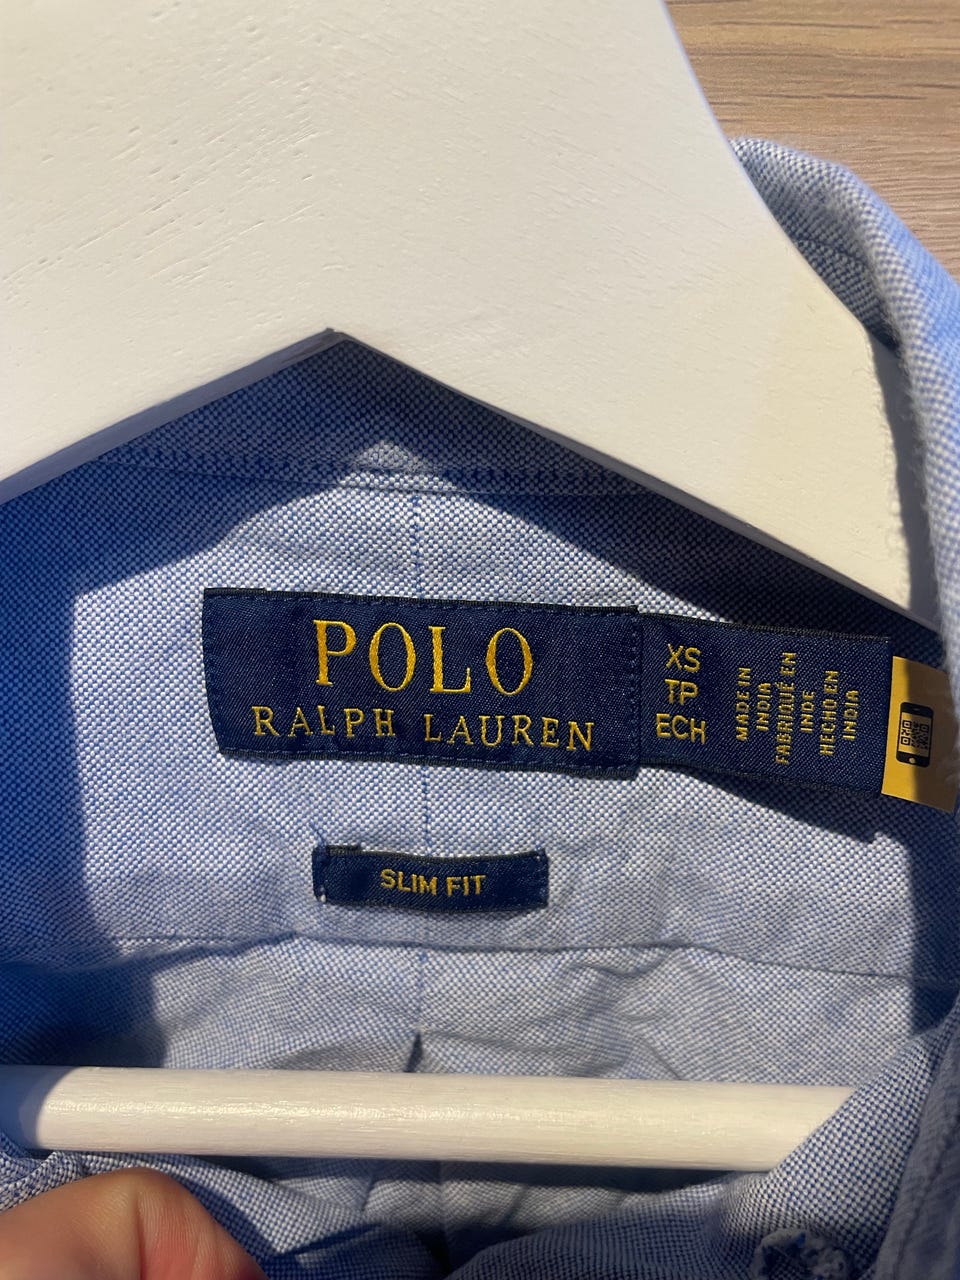 POLO
RALPH LAUREN
XS
TP
ECH
MADE IN
INDIA
FABRIQUÉ EN
INDE
HECHO EN
INDIA
SLIM FIT